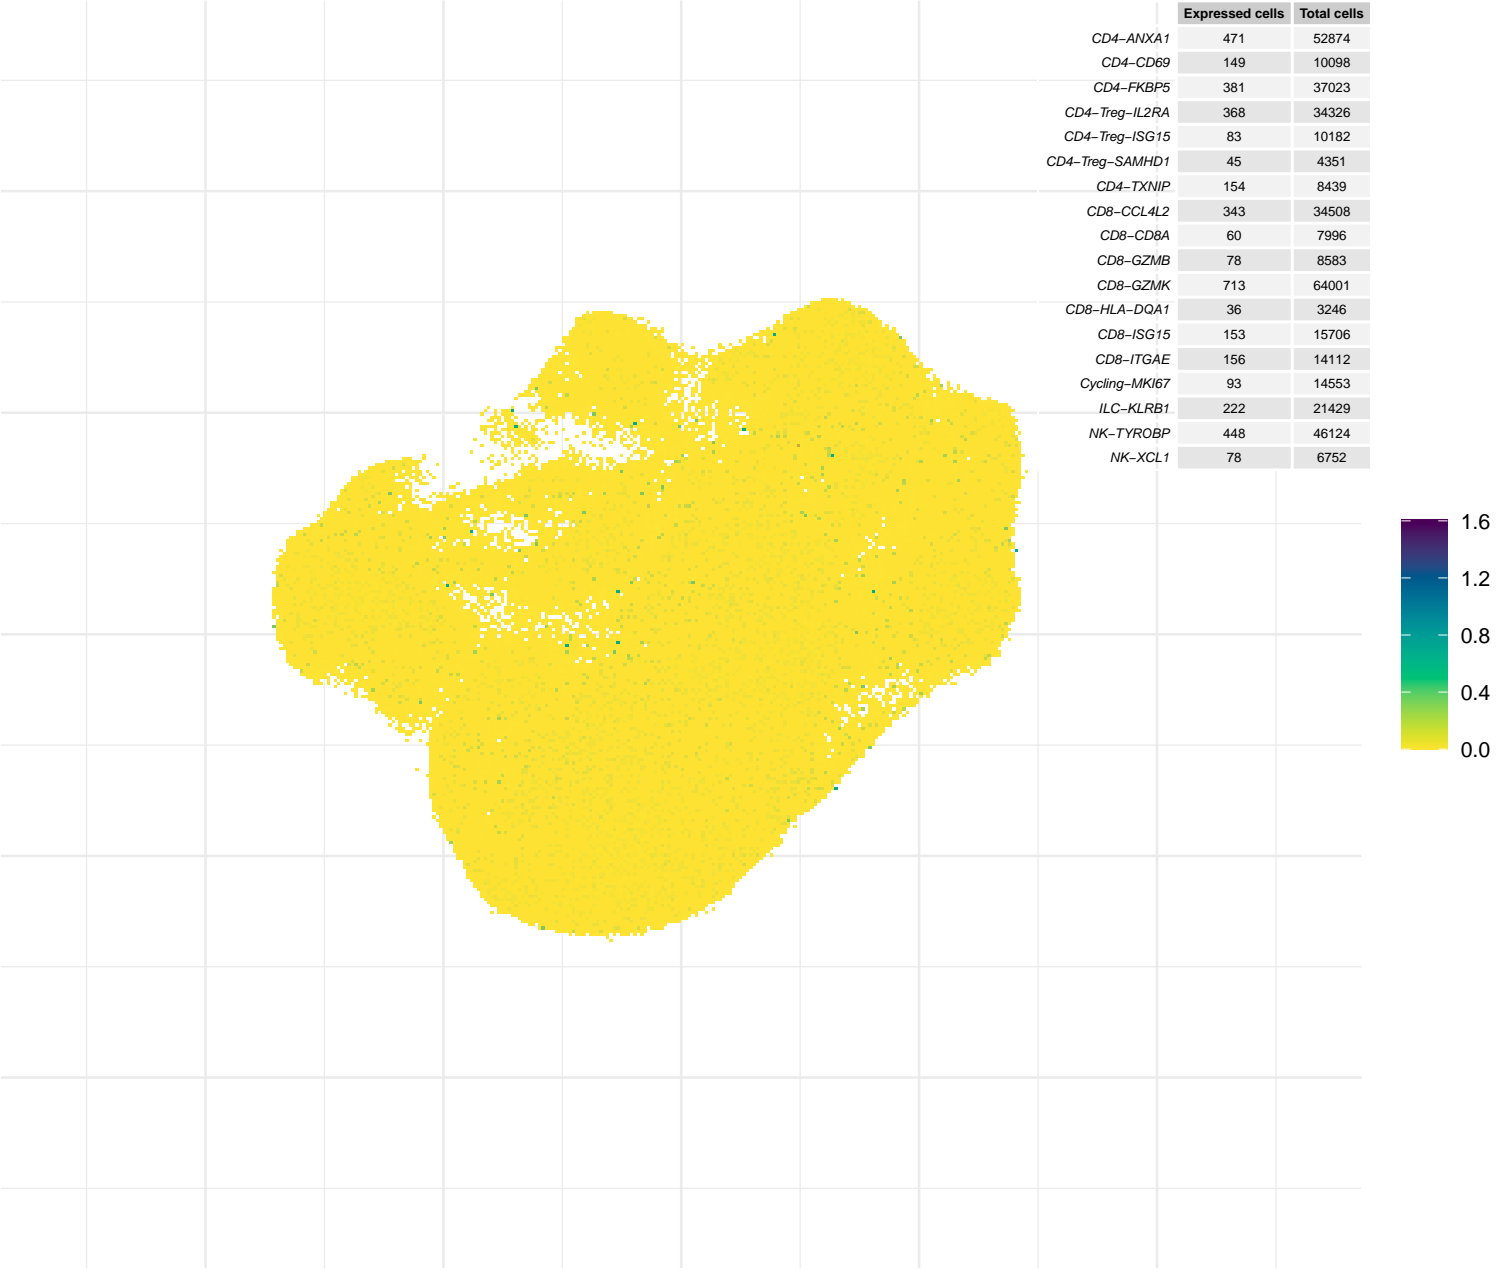 Expressed cells Total cells
CD4−ANXA1 471 52874
CD4−CD69 149 10098
CD4−FKBP5 381 37023
CD4−Treg−IL2RA 368 34326
CD4−Treg−ISG15 83 10182
CD4−Treg−SAMHD1 45 4351
CD4−TXNIP 154 8439
CD8−CCL4L2 343 34508
CD8−CD8A 60 7996
CD8−GZMB 78 8583
CD8−GZMK 713 64001
CD8−HLA−DQA1 36 3246
CD8−ISG15 153 15706
CD8−ITGAE 156 14112
Cycling−MKI67 93 14553
ILC−KLRB1 222 21429
NK−TYROBP 448 46124
NK−XCL1 78 6752
1.6
1.2
0.8
0.4
0.0